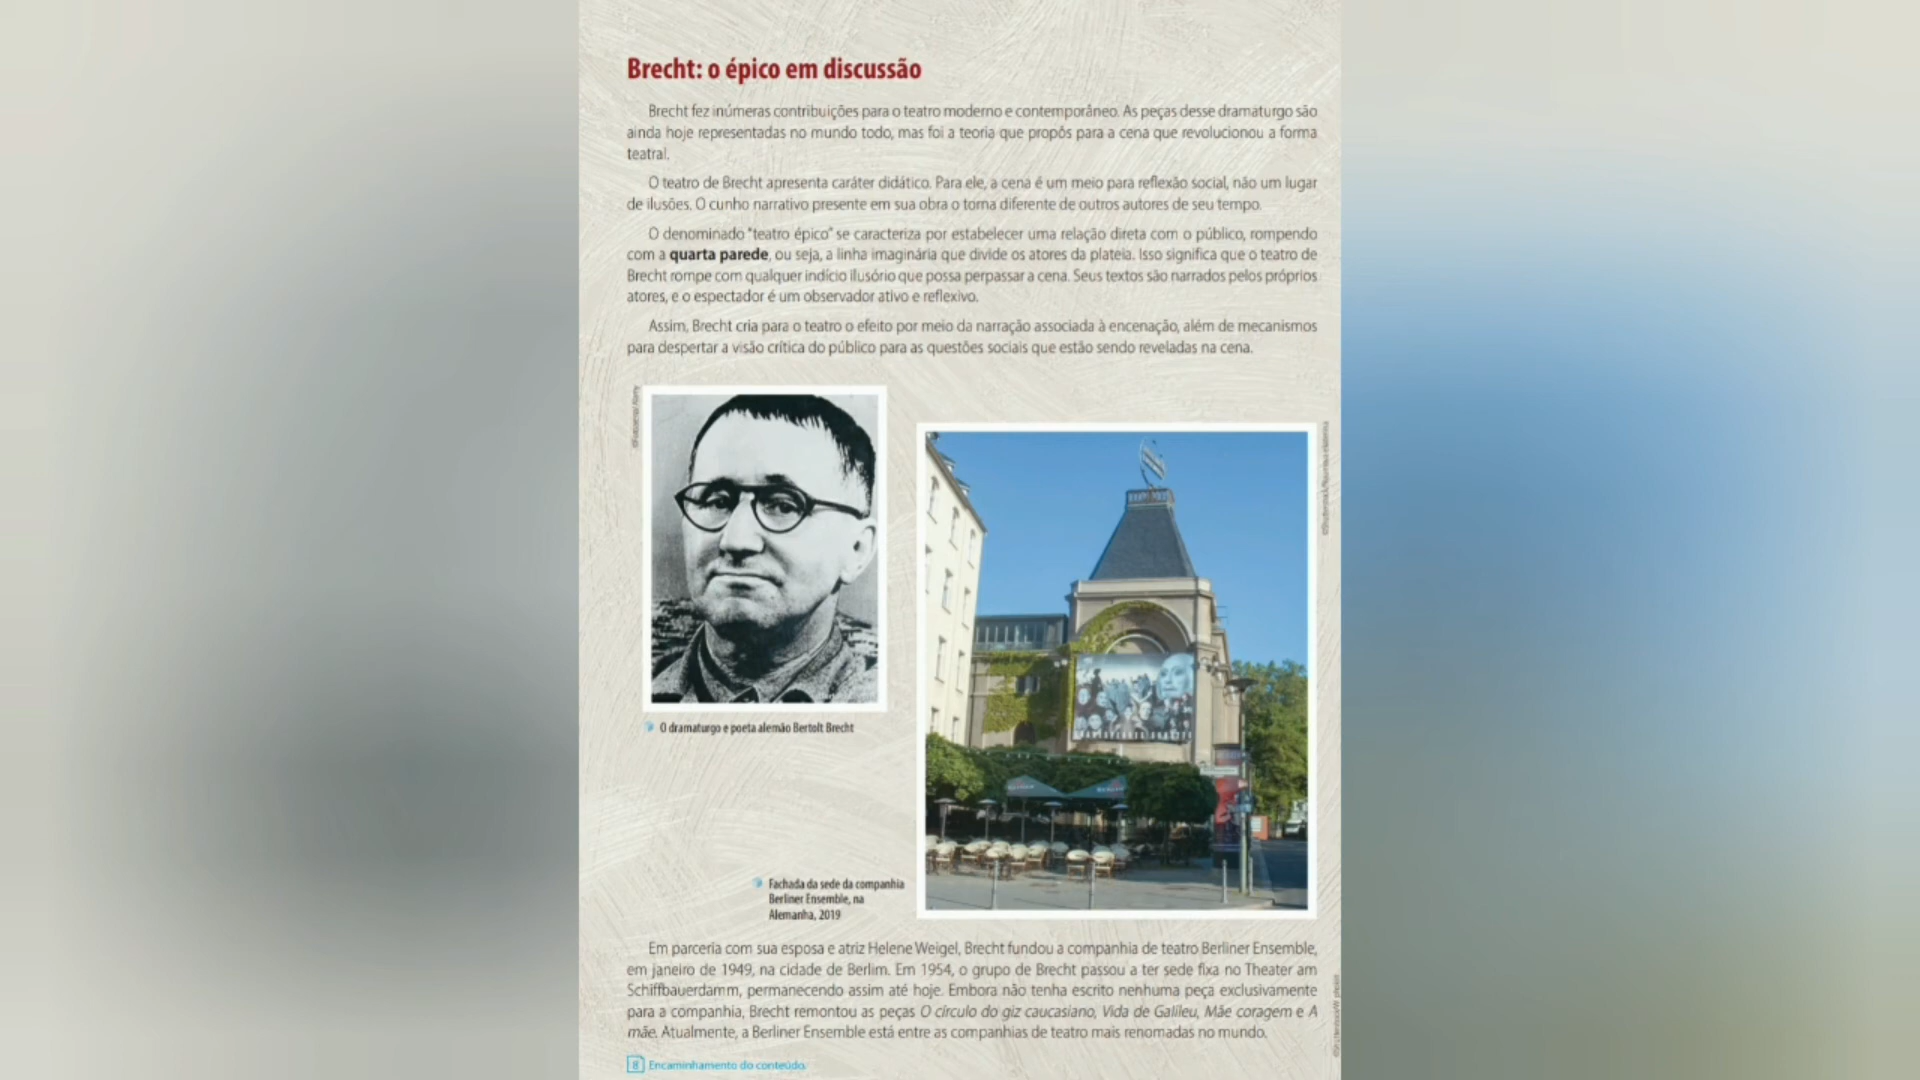 Brecht: o épico em discussão
Brecht fez inúmeras contribuições para o teatro moderno e contemporâneo. As peças desse dramaturgo são
ainda hoje representadas no mundo todo, mas foi a teoria que propôs para a cena que revolucionou a forma
teatral.
O teatro de Brecht apresenta caráter didático. Para ele, a cena é um meio para reflexão social, não um lugar
de ilusões. O cunho narrativo presente em sua obra o torna diferente de outros autores de seu tempo.
O denominado "teatro épico" se caracteriza por estabelecer uma relação direta com o público, rompendo
com a quarta parede, ou seja, a linha imaginária que divide os atores da plateia. Isso significa que o teatro de
Brecht rompe com qualquer indício ilusório que possa perpassar a cena. Seus textos são narrados pelos próprios
atores, e o espectador é um observador ativo e reflexivo.
Assim, Brecht cria para o teatro o efeito por meio da narração associada à encenação, além de mecanismos
para despertar a visão crítica do público para as questões sociais que estão sendo reveladas na cena.
O dramaturgo e poeta alemão Bertolt Brecht
Fachada da sede da companhia
Berliner Ensemble, na
Alemanha, 2019
Em parceria com sua esposa e atriz Helene Weigel, Brecht fundou a companhia de teatro Berliner Ensemble,
em janeiro de 1949, na cidade de Berlim. Em 1954, o grupo de Brecht passou a ter sede fixa no Theater am
Schiffbauerdamm, permanecendo assim até hoje. Embora não tenha escrito nenhuma peça exclusivamente
para a companhia, Brecht remontou as peças O círculo do giz caucasiano, Vida de Galileu, Mãe coragem e A
mãe. Atualmente, a Berliner Ensemble está entre as companhias de teatro mais renomadas no mundo.
8 Encaminhamento do conteúdo